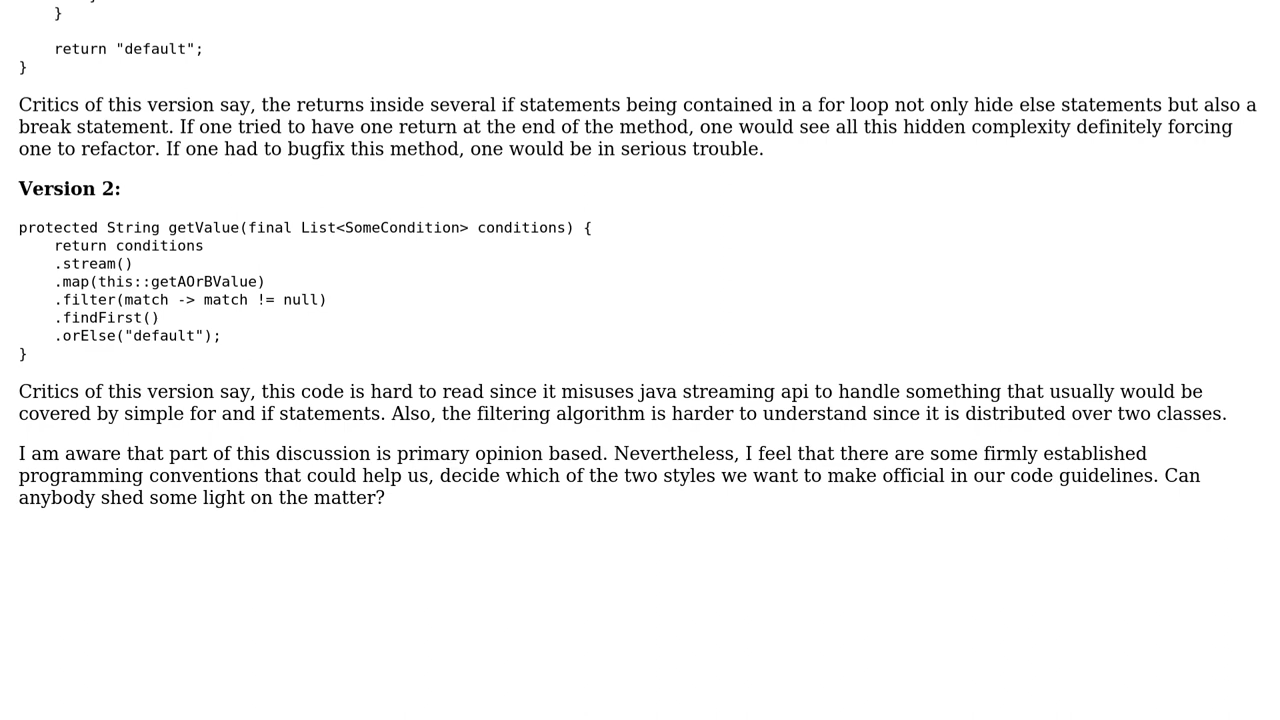 }

    return "default";
}
Critics of this version say, the returns inside several if statements being contained in a for loop not only hide else statements but also a
break statement. If one tried to have one return at the end of the method, one would see all this hidden complexity definitely forcing
one to refactor. If one had to bugfix this method, one would be in serious trouble.
Version 2:
protected String getValue(final List<SomeCondition> conditions) {
    return conditions
    .stream()
    .map(this::getAOrBValue)
    .filter(match -> match != null)
    .findFirst()
    .orElse("default");
}
Critics of this version say, this code is hard to read since it misuses java streaming api to handle something that usually would be
covered by simple for and if statements. Also, the filtering algorithm is harder to understand since it is distributed over two classes.
I am aware that part of this discussion is primary opinion based. Nevertheless, I feel that there are some firmly established
programming conventions that could help us, decide which of the two styles we want to make official in our code guidelines. Can
anybody shed some light on the matter?